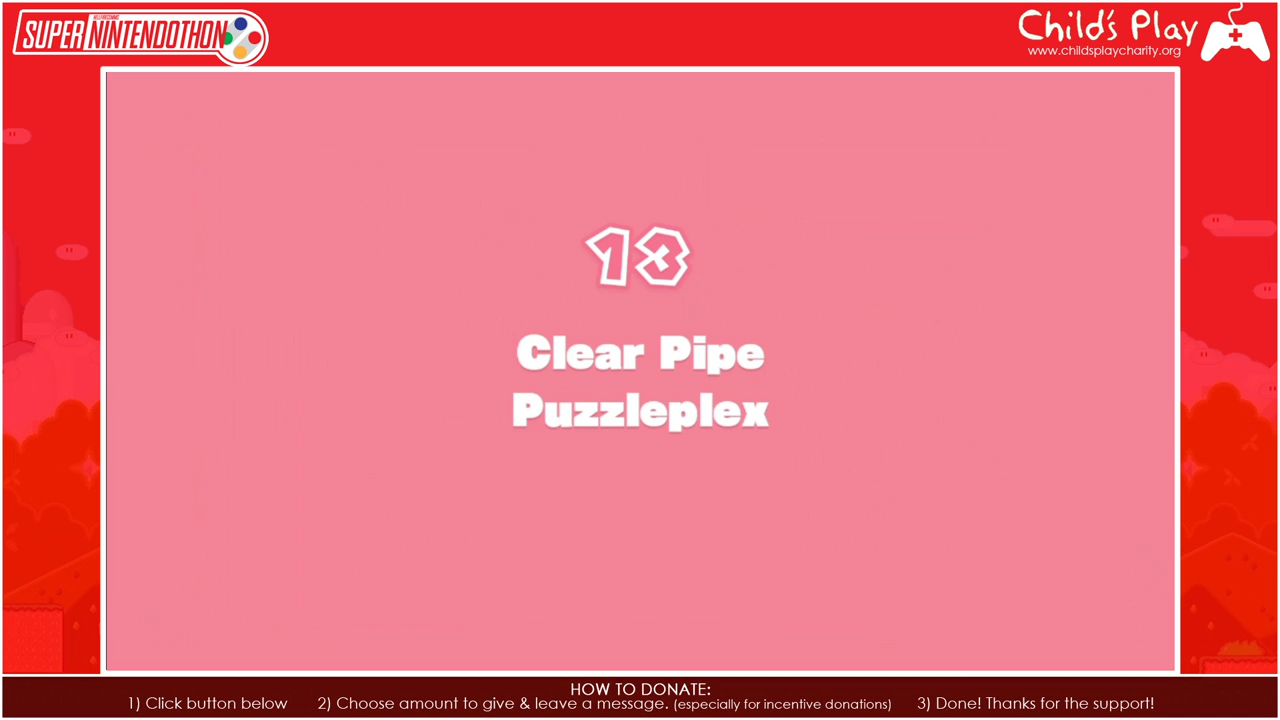 SUPER NINTENDOTHON
Child's Play
www.childsplaycharity.org
13
Clear Pipe
Puzzleplex
HOW TO DONATE:
1) Click button below 2) Choose amount to give & leave a message. (especially for incentive donations) 3) Done! Thanks for the support!